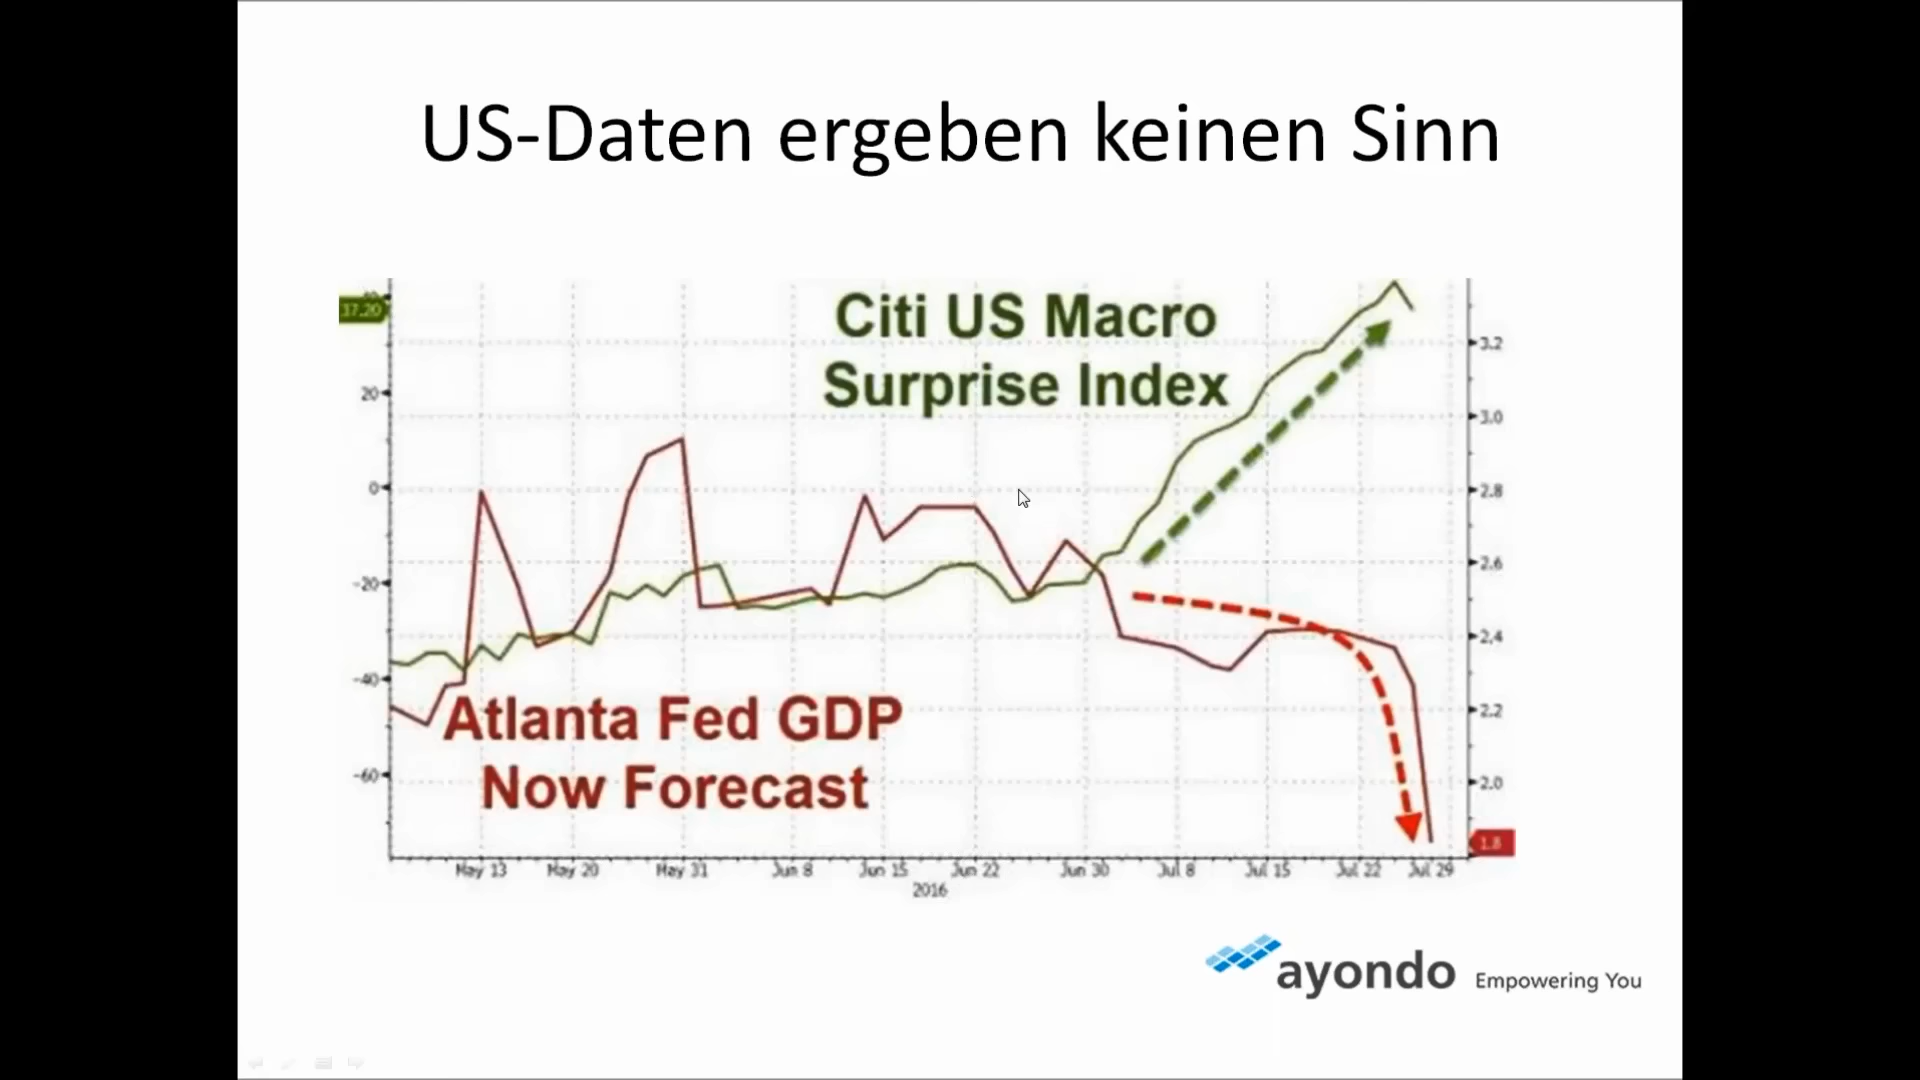 US-Daten ergeben keinen Sinn
Citi US Macro
Surprise Index
37.20
20
0
-20
-40
-60
3.2
3.0
2.8
2.6
2.4
2.2
2.0
1.8
Atlanta Fed GDP
Now Forecast
May 13 May 20 May 31 Jun 8 Jun 15 Jun 22 Jun 30 Jul 8 Jul 15 Jul 22 Jul 29
2016
ayondo Empowering You